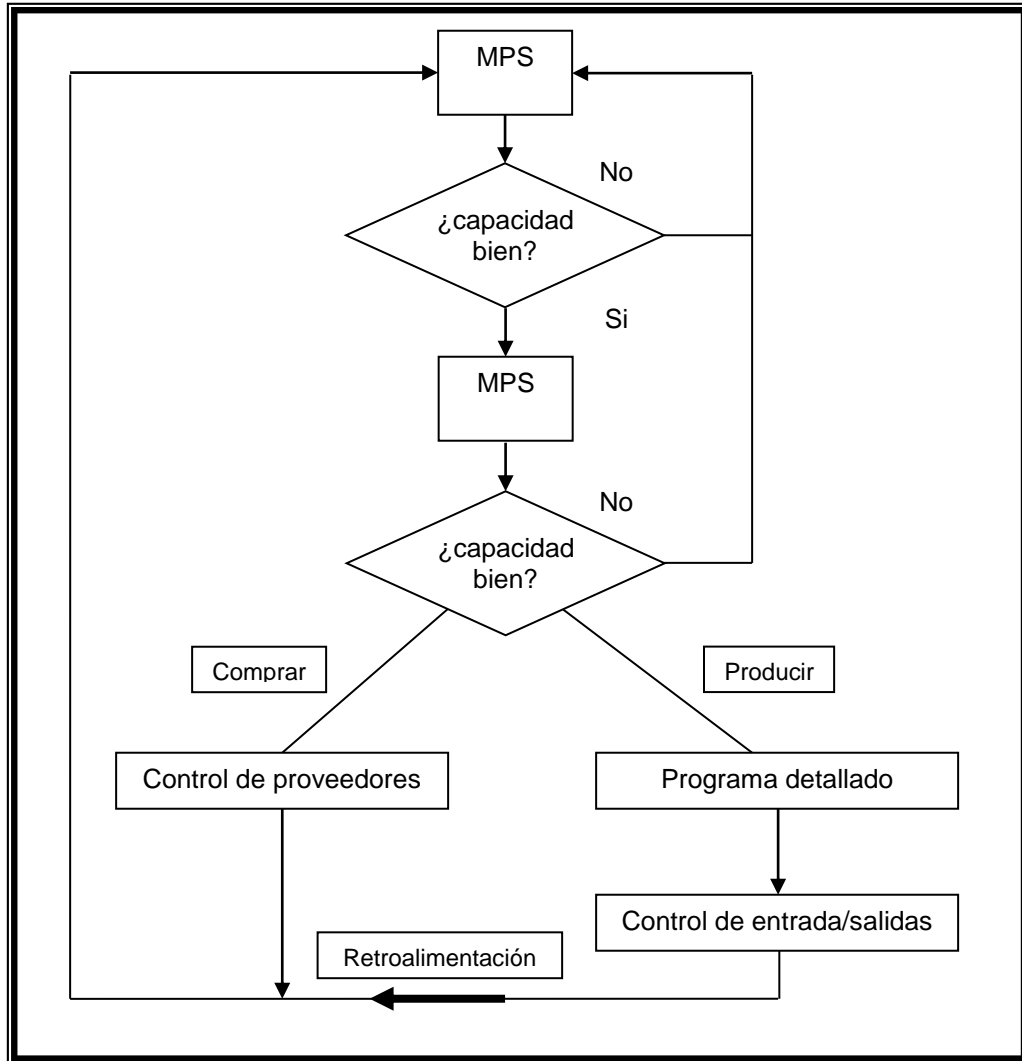 MPS
No
¿capacidad
bien?
Si
MPS
No
¿capacidad
bien?
Comprar
Producir
Control de proveedores
Programa detallado
Control de entrada/salidas
Retroalimentación